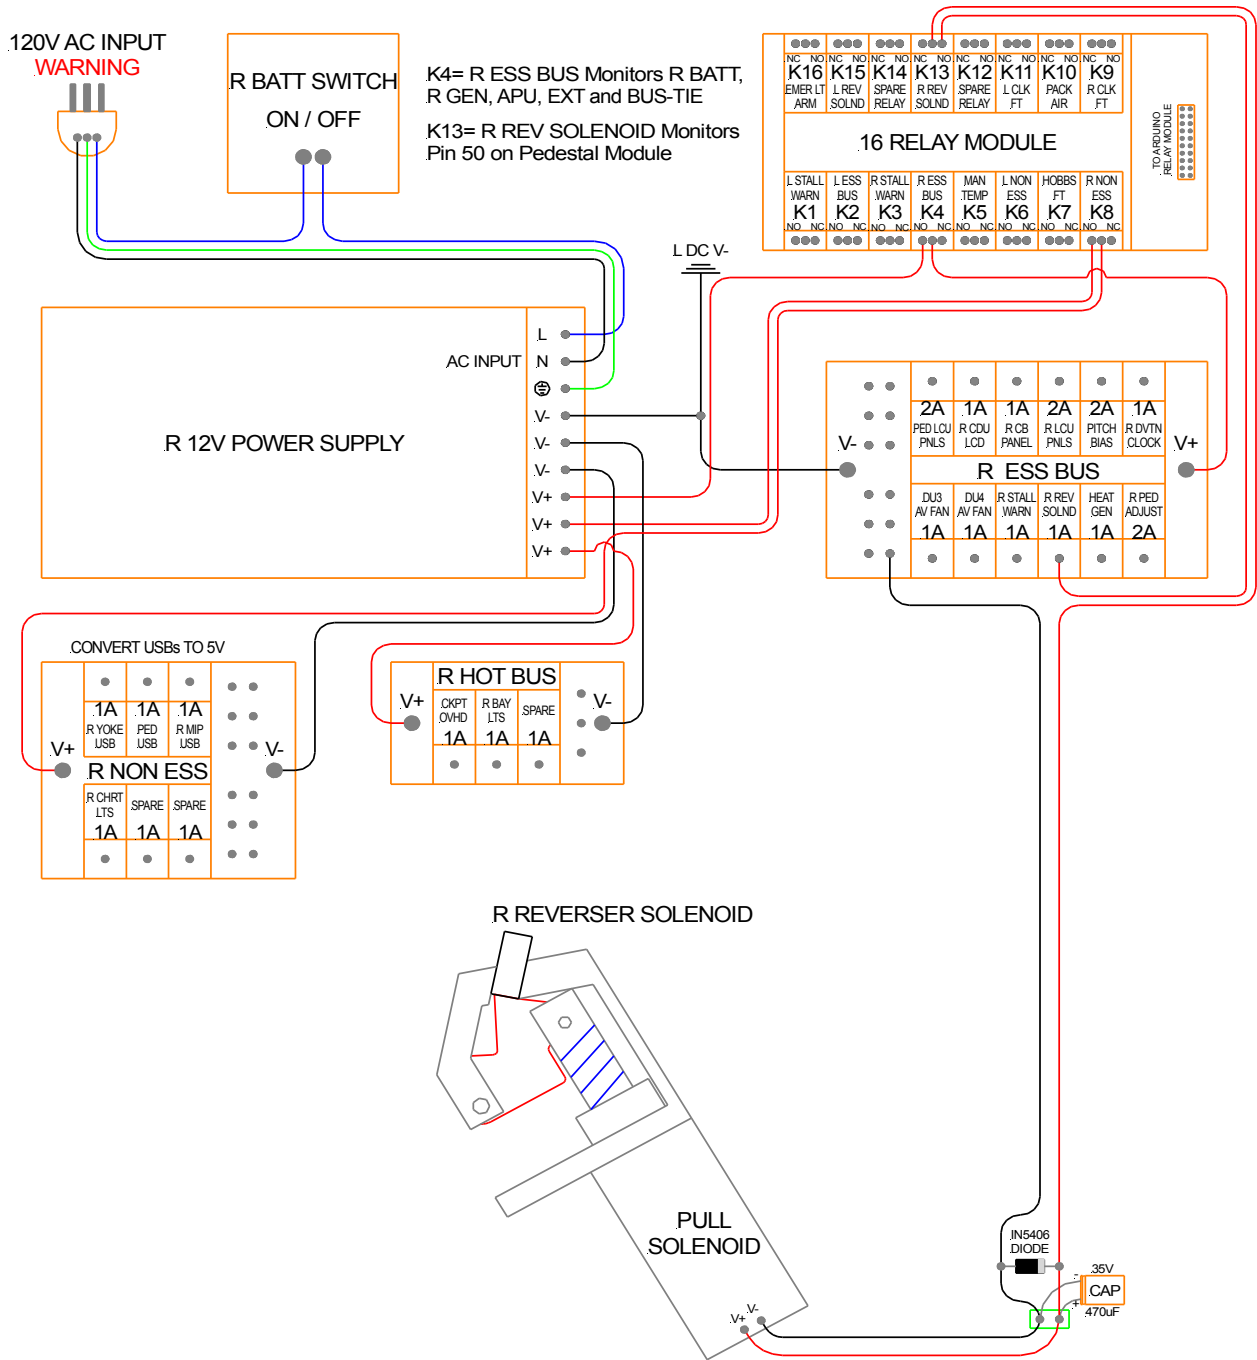 120V AC INPUT
WARNING
R BATT SWITCH
ON / OFF
K4= R ESS BUS Monitors R BATT,
R GEN, APU, EXT and BUS-TIE
K13= R REV SOLENOID Monitors
Pin 50 on Pedestal Module
NC NO NC NO NC NO NC NO NC NO NC NO NC NO NC NO
K16 K15 K14 K13 K12 K11 K10 K9
EMER LT L REV SPARE R REV SPARE L CLK PACK R CLK
ARM SOLND RELAY SOLND RELAY FT AIR FT
16 RELAY MODULE
TO ARDUINO
RELAY MODULE
L STALL L ESS R STALL R ESS MAN L NON HOBBS R NON
WARN BUS WARN BUS TEMP ESS FT ESS
K1 K2 K3 K4 K5 K6 K7 K8
NO NC NO NC NO NC NO NC NO NC NO NC NO NC NO NC
L DC V-
R 12V POWER SUPPLY
AC INPUT
L
N
V-
V-
V-
V+
V+
V+
2A 1A 1A 2A 2A 1A
PED LCU R CDU R CB R LCU PITCH R DVTN
PNLS LCD PANEL PNLS BIAS CLOCK
V- R ESS BUS V+
DU3 DU4 R STALL R REV HEAT R PED
AV FAN AV FAN WARN SOLND GEN ADJUST
1A 1A 1A 1A 1A 2A
CONVERT USBs TO 5V
1A 1A 1A
R YOKE PED R MIP
USB USB USB
V+ R NON ESS V-
R CHRT SPARE SPARE
LTS
1A 1A 1A
R HOT BUS
V+ V-
CKPT R BAY SPARE
OVHD LTS
1A 1A 1A
R REVERSER SOLENOID
PULL
SOLENOID
V+ V-
IN5406
DIODE
35V
- CAP
+ 470uF